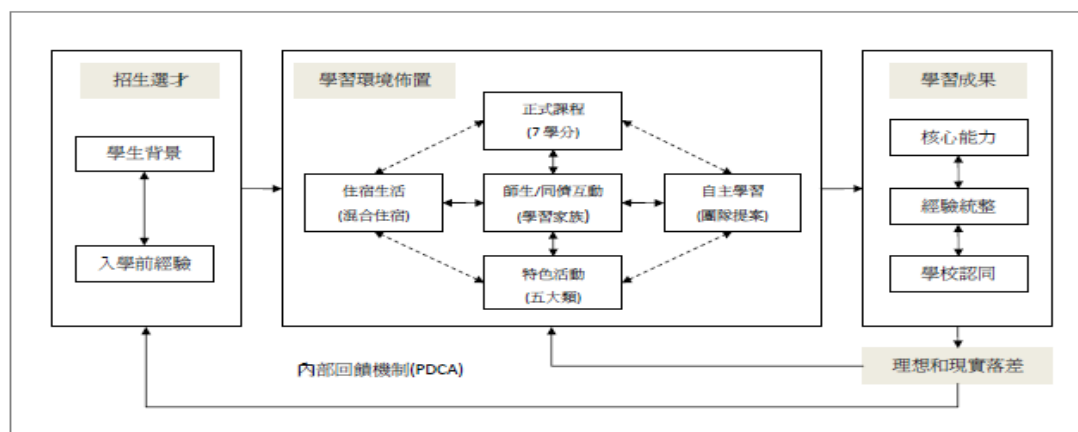 招生選才
學生背景
入學前經驗
學習環境佈置
正式課程
(7 學分)
住宿生活
(混合住宿)
師生/同儕互動
(學習家族)
自主學習
(團隊提案)
特色活動
(五大類)
學習成果
核心能力
經驗統整
學校認同
內部回饋機制(PDCA)
理想和現實落差